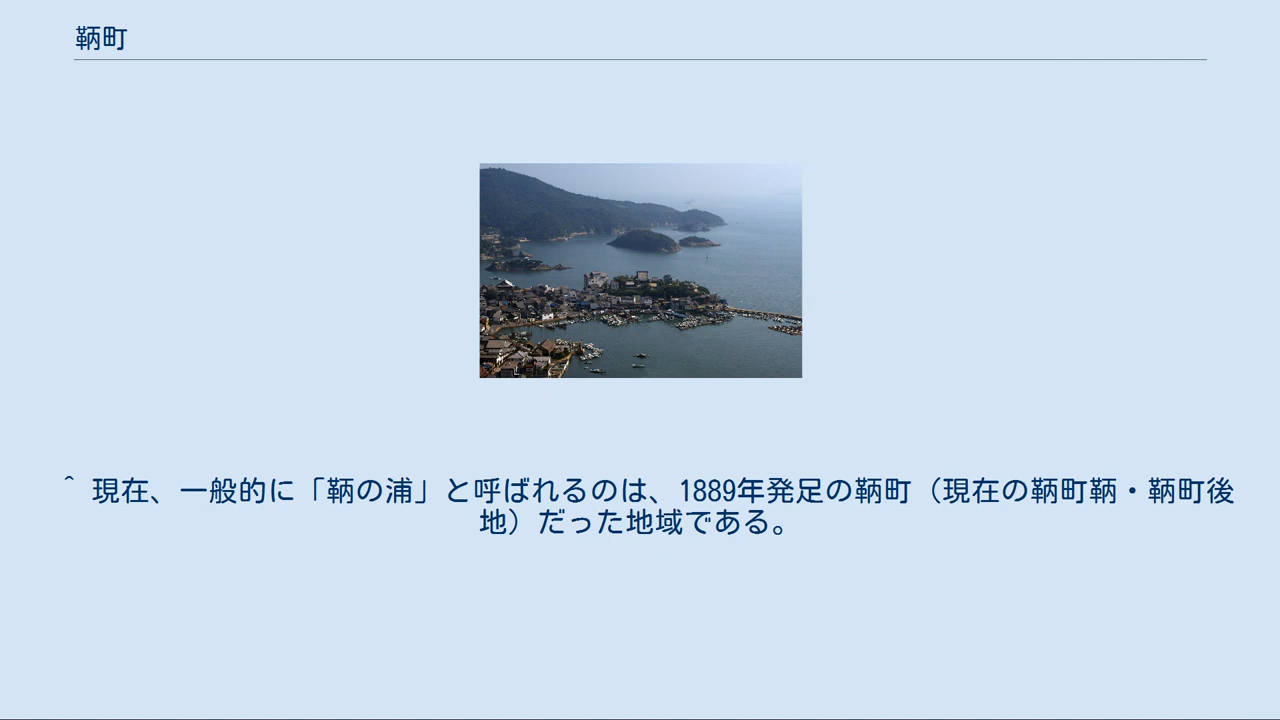 鞆町
^ 現在、一般的に「鞆の浦」と呼ばれるのは、1889年発足の鞆町（現在の鞆町鞆・鞆町後
地）だった地域である。